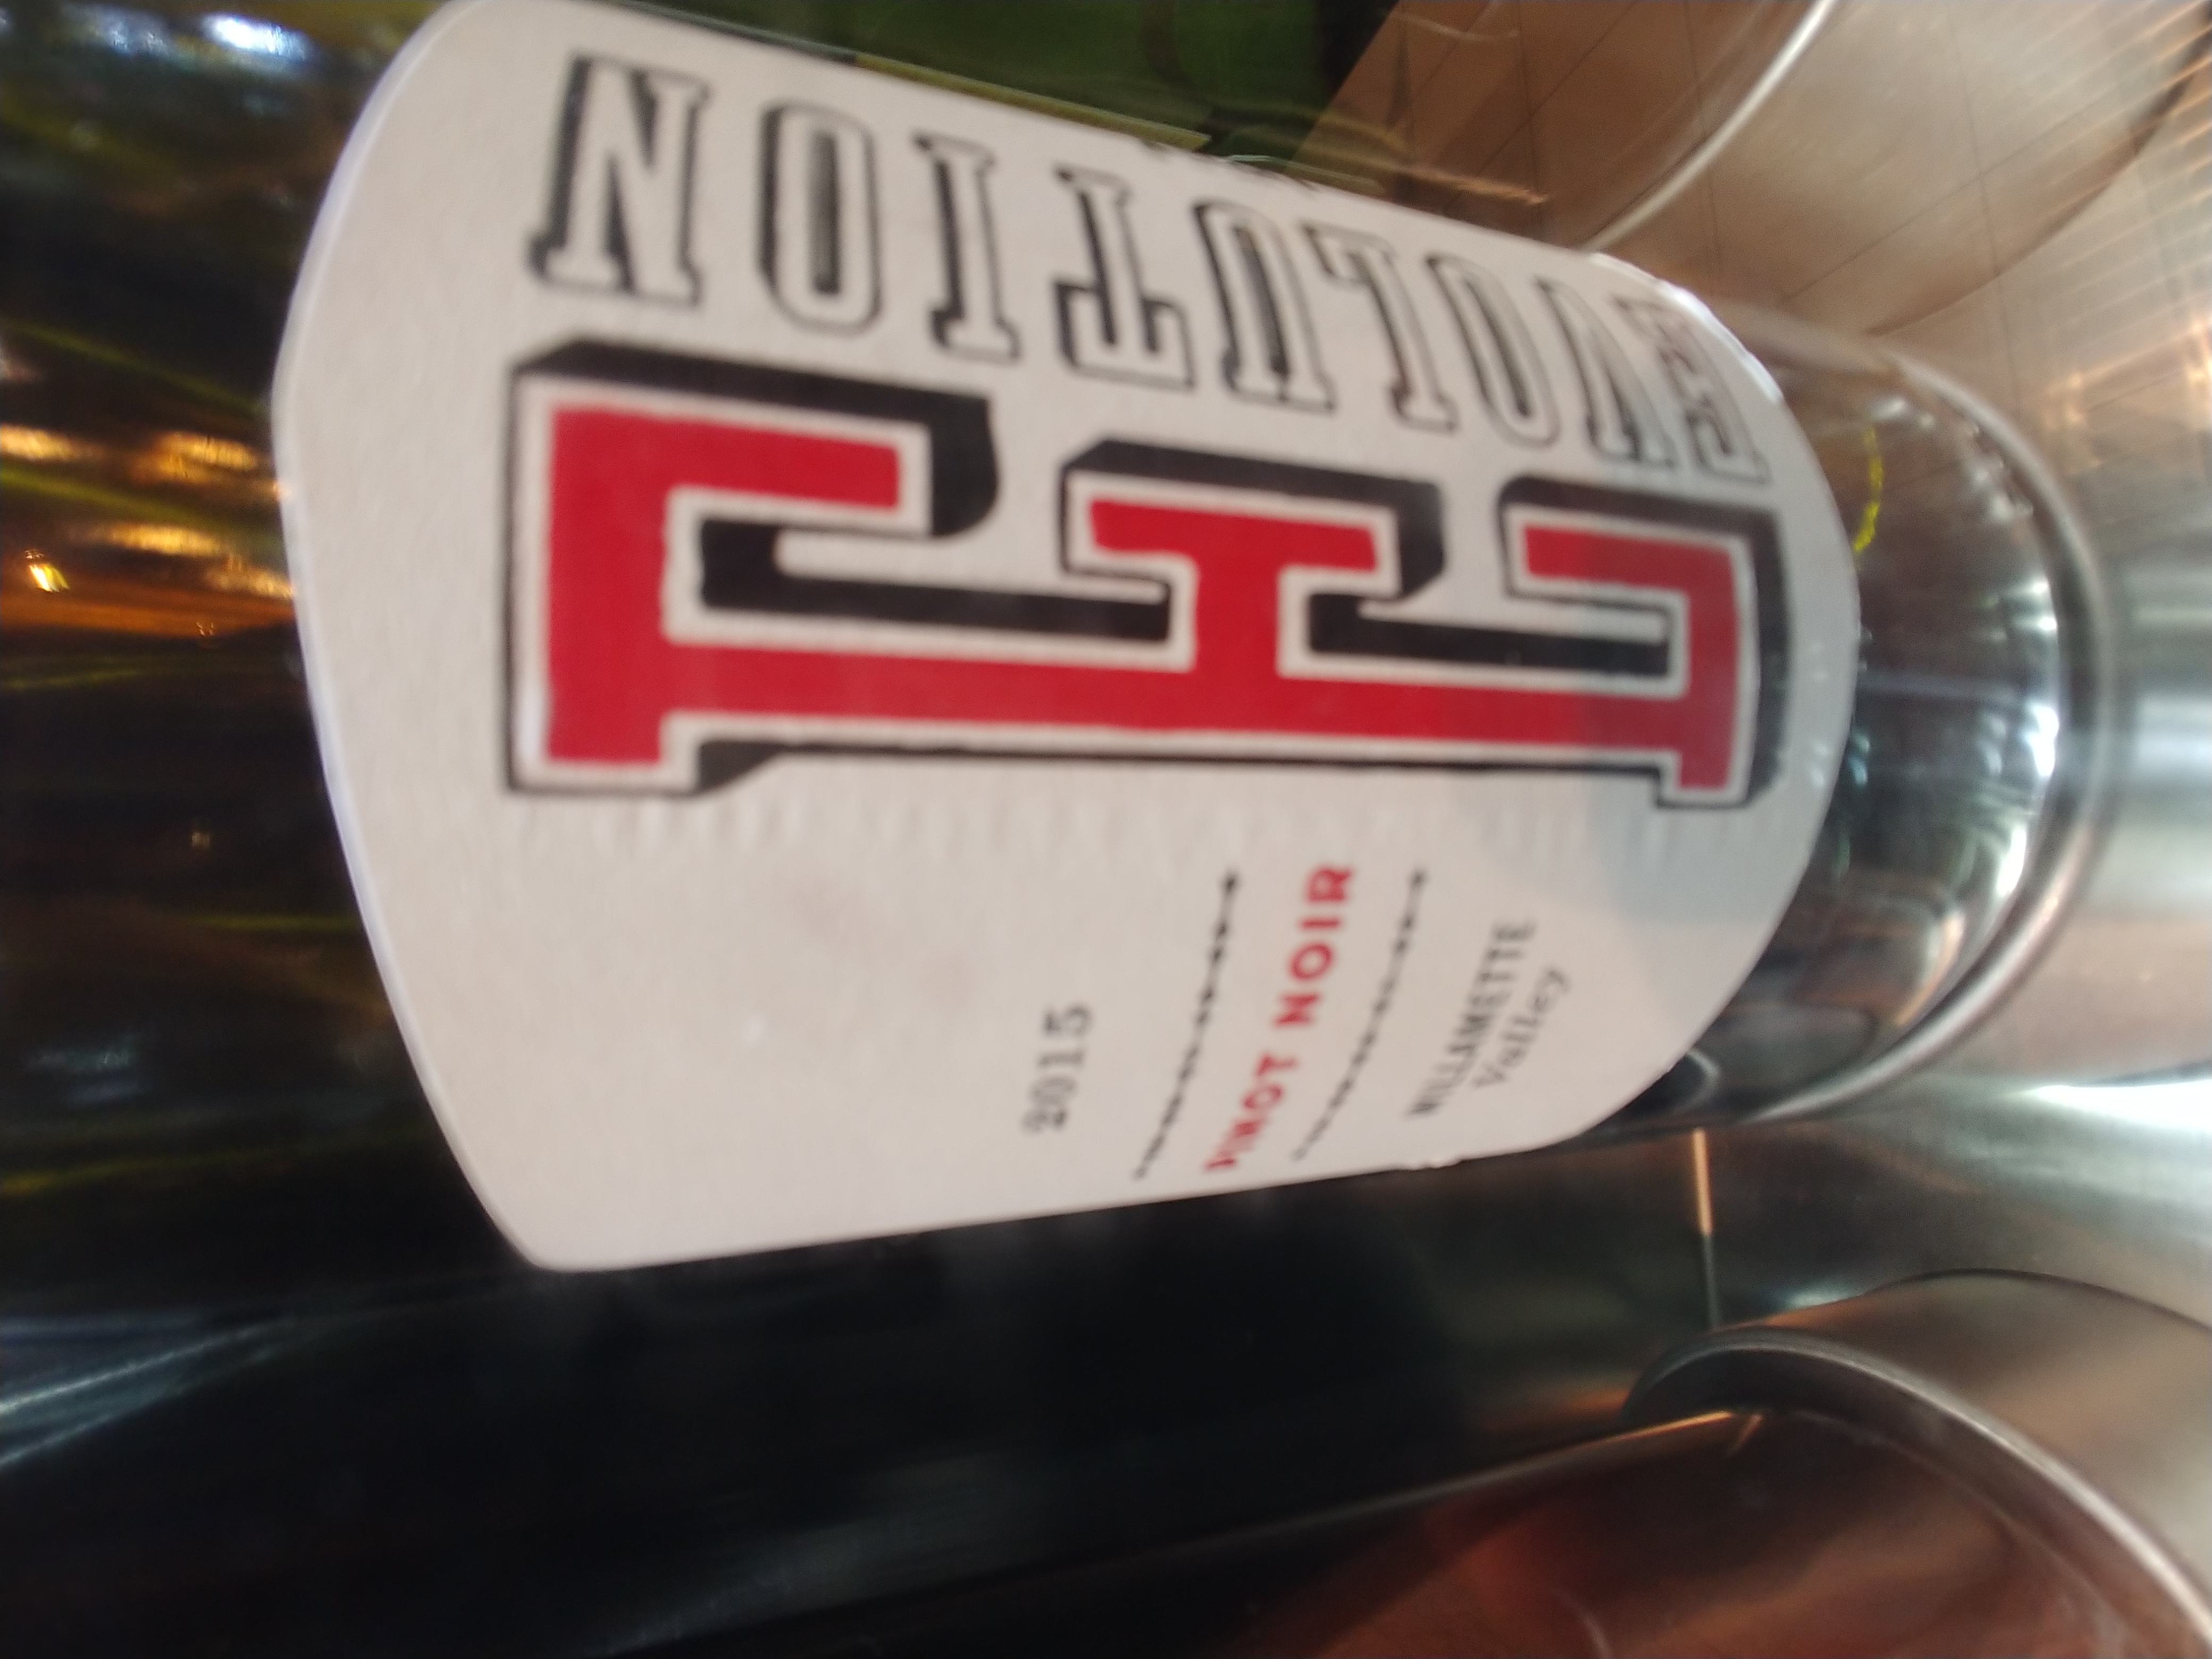 2015
PINOT NOIR
WILLAMETTE
Valley
E
EVOLUTION